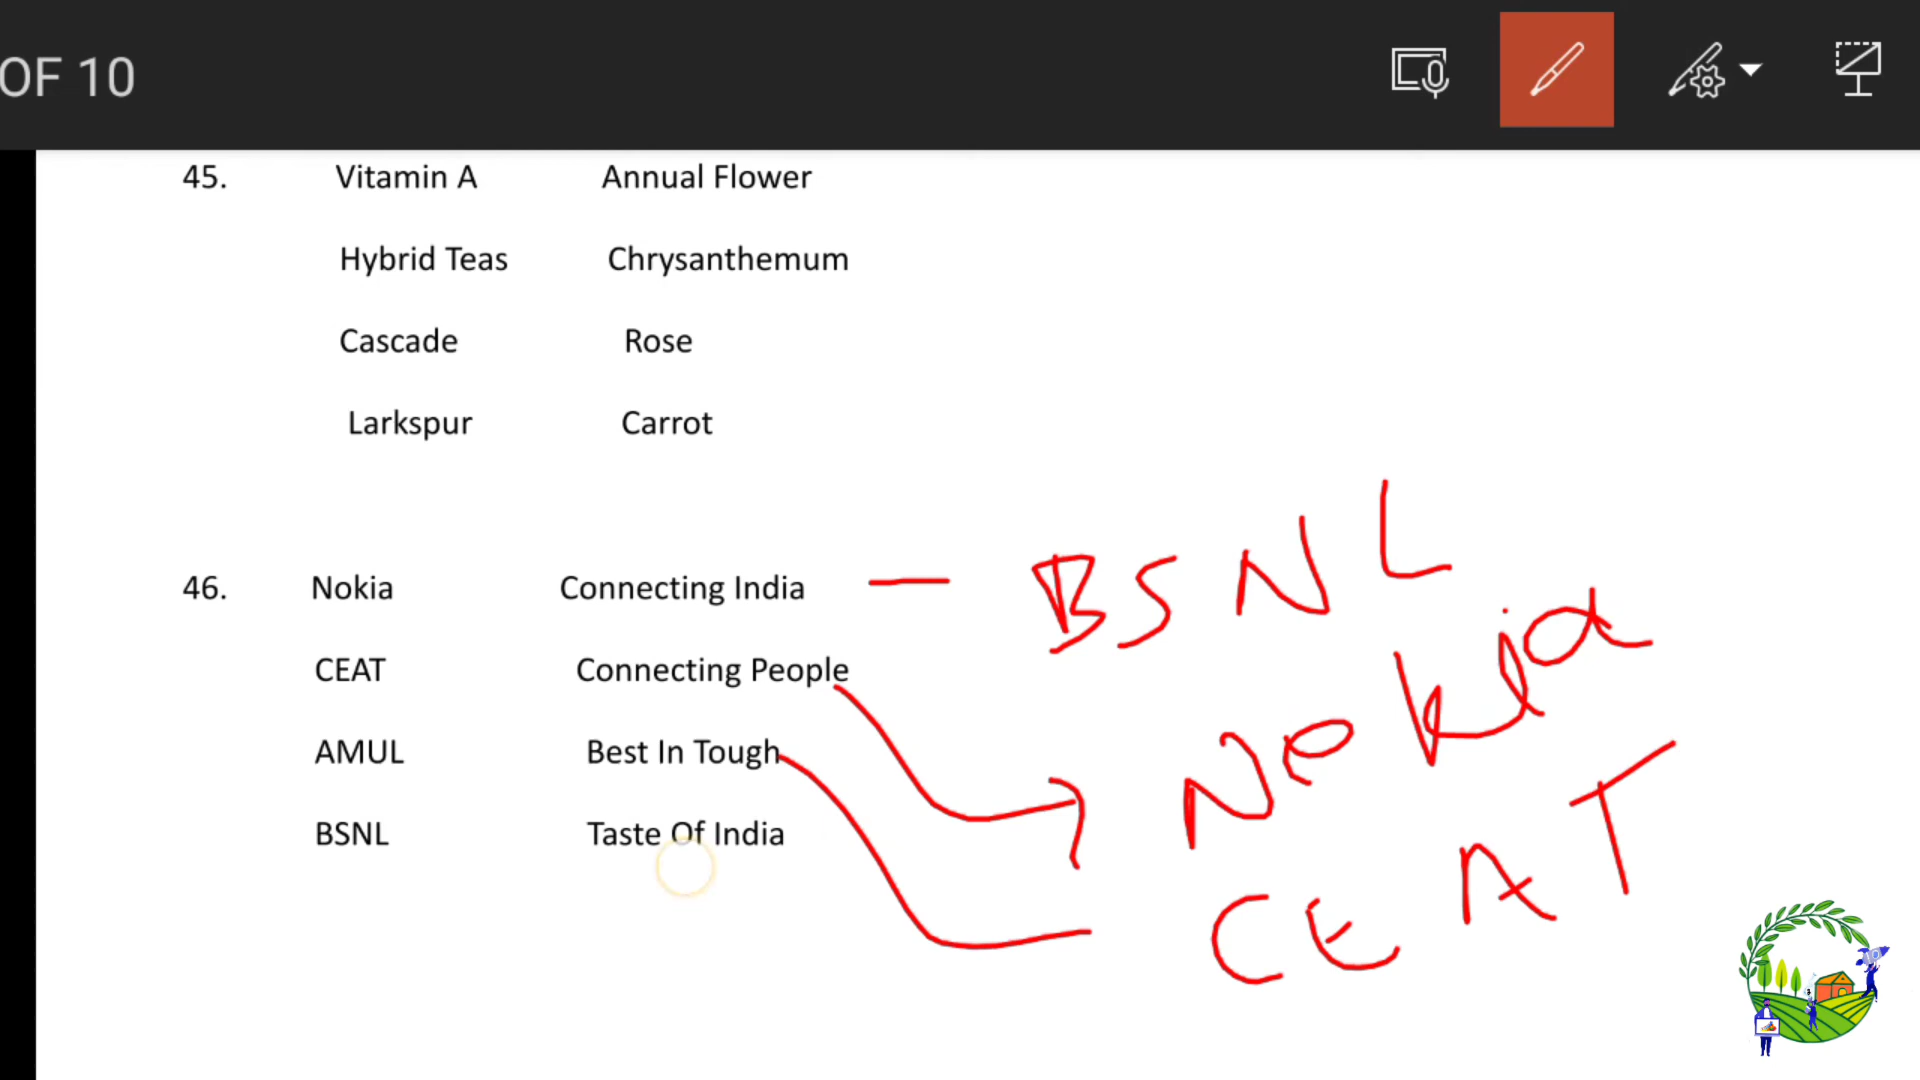 OF 10
45. Vitamin A Annual Flower
Hybrid Teas Chrysanthemum
Cascade Rose
Larkspur Carrot
46. Nokia Connecting India — BSNL
CEAT Connecting People Nokia
AMUL Best In Tough CEAT
BSNL Taste Of India